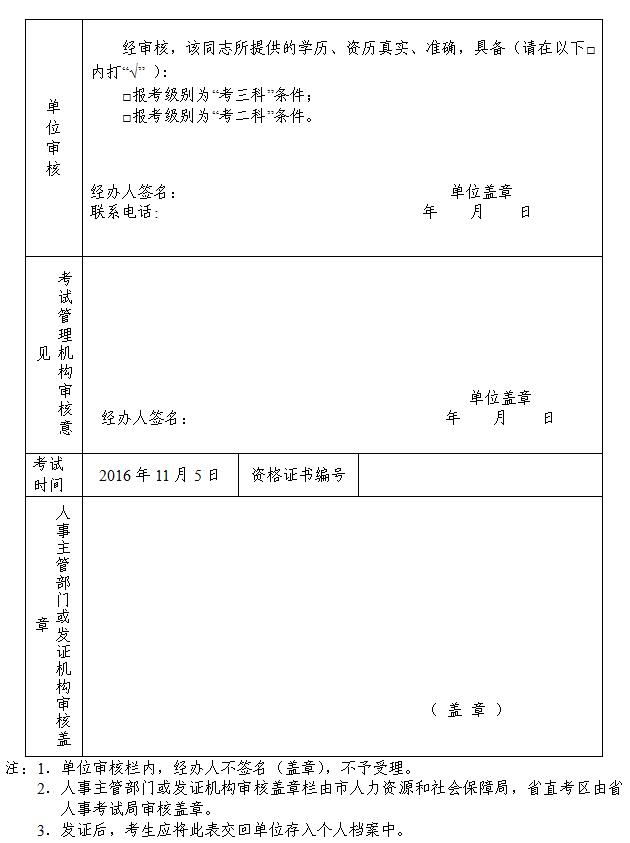 单位审核
经审核，该同志所提供的学历、资历真实、准确，具备（请在以下□
内打“√”）：
□报考级别为“考三科”条件；
□报考级别为“考二科”条件。
经办人签名： 单位盖章
联系电话： 年 月 日
考试管理机构审核意
见
单位盖章
经办人签名： 年 月 日
考试
时间
2016 年 11 月 5 日
资格证书编号
人事主管部门或发证机构审核盖
章
（ 盖 章 ）
注：1．单位审核栏内，经办人不签名（盖章），不予受理。
2．人事主管部门或发证机构审核盖章栏由市人力资源和社会保障局，省直考区由省
人事考试局审核盖章。
3．发证后，考生应将此表交回单位存入个人档案中。